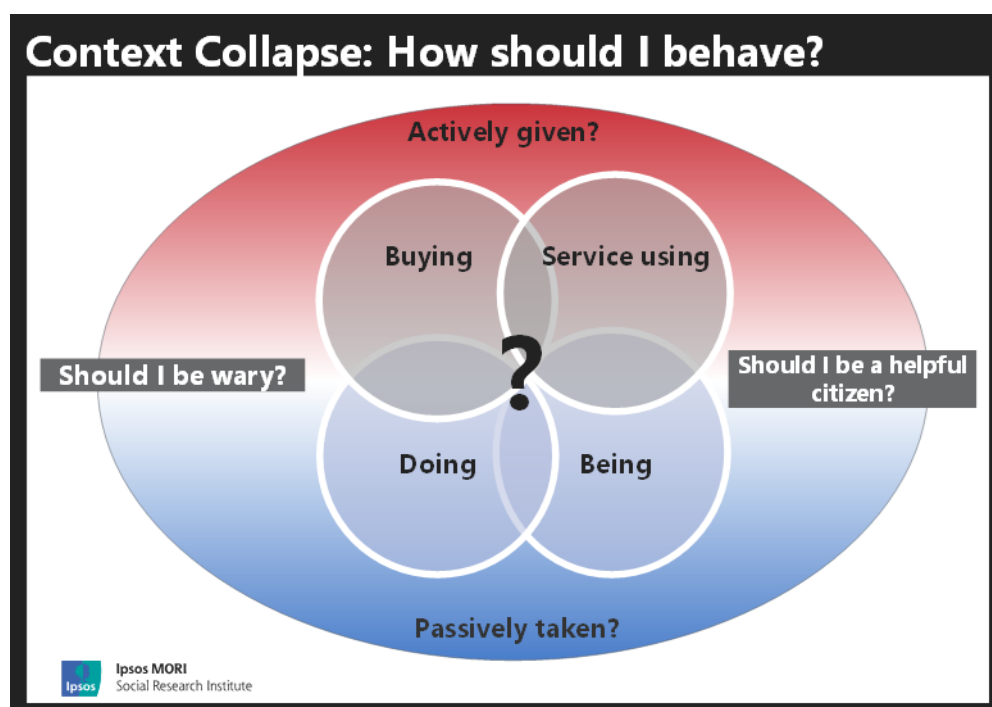 Context Collapse: How should I behave?
Actively given?
Buying
Service using
?
Should I be wary?
Should I be a helpful
citizen?
Doing
Being
Passively taken?
Ipsos
Ipsos MORI
Social Research Institute